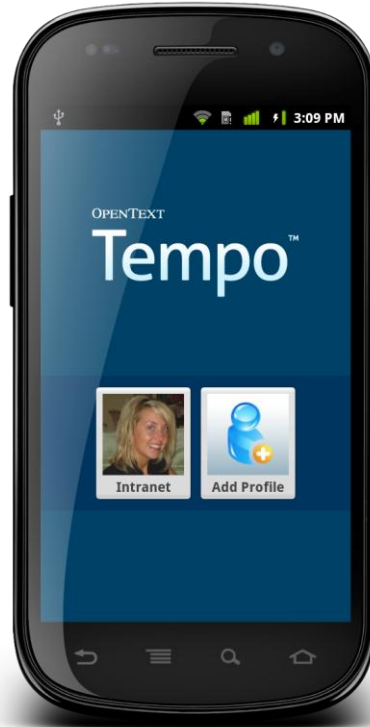 3:09 PM
OPENTEXT
Tempo™
Intranet
Add Profile